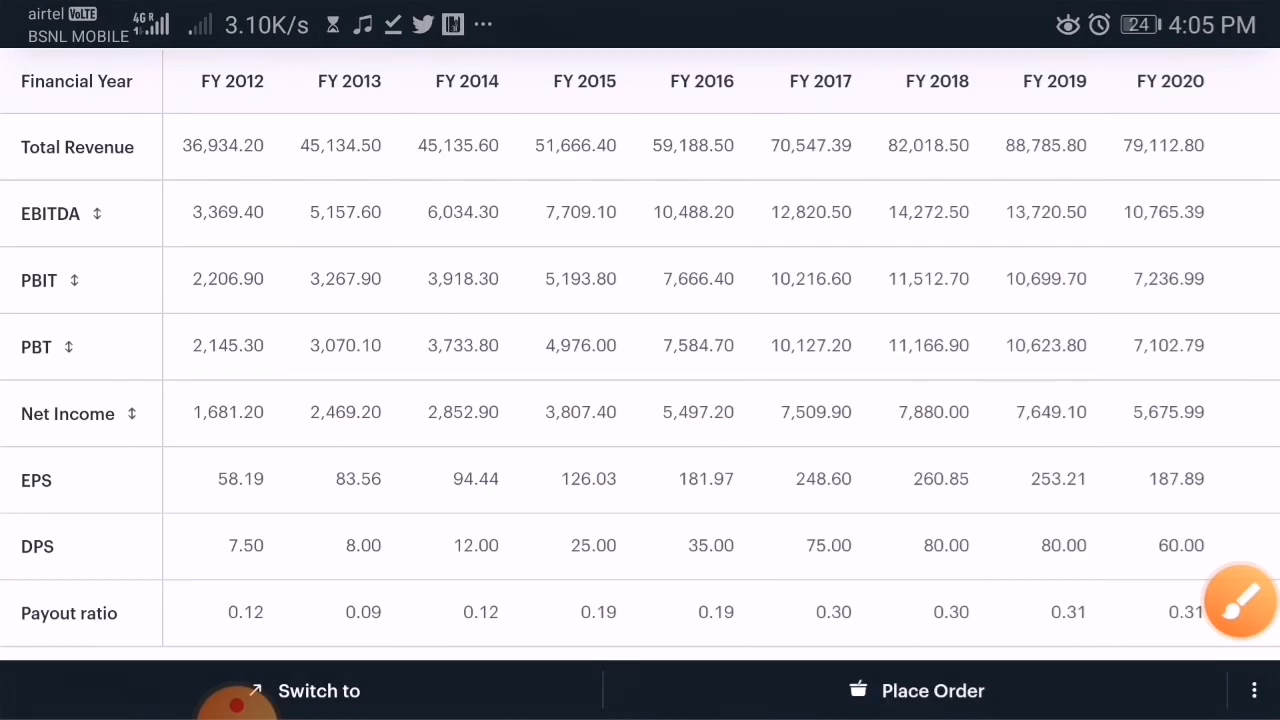 airtel VoLTE 4G R 3.10K/s 24 4:05 PM
BSNL MOBILE
Financial Year FY 2012 FY 2013 FY 2014 FY 2015 FY 2016 FY 2017 FY 2018 FY 2019 FY 2020
Total Revenue 36,934.20 45,134.50 45,135.60 51,666.40 59,188.50 70,547.39 82,018.50 88,785.80 79,112.80
EBITDA 3,369.40 5,157.60 6,034.30 7,709.10 10,488.20 12,820.50 14,272.50 13,720.50 10,765.39
PBIT 2,206.90 3,267.90 3,918.30 5,193.80 7,666.40 10,216.60 11,512.70 10,699.70 7,236.99
PBT 2,145.30 3,070.10 3,733.80 4,976.00 7,584.70 10,127.20 11,166.90 10,623.80 7,102.79
Net Income 1,681.20 2,469.20 2,852.90 3,807.40 5,497.20 7,509.90 7,880.00 7,649.10 5,675.99
EPS 58.19 83.56 94.44 126.03 181.97 248.60 260.85 253.21 187.89
DPS 7.50 8.00 12.00 25.00 35.00 75.00 80.00 80.00 60.00
Payout ratio 0.12 0.09 0.12 0.19 0.19 0.30 0.30 0.31 0.31
Switch to Place Order